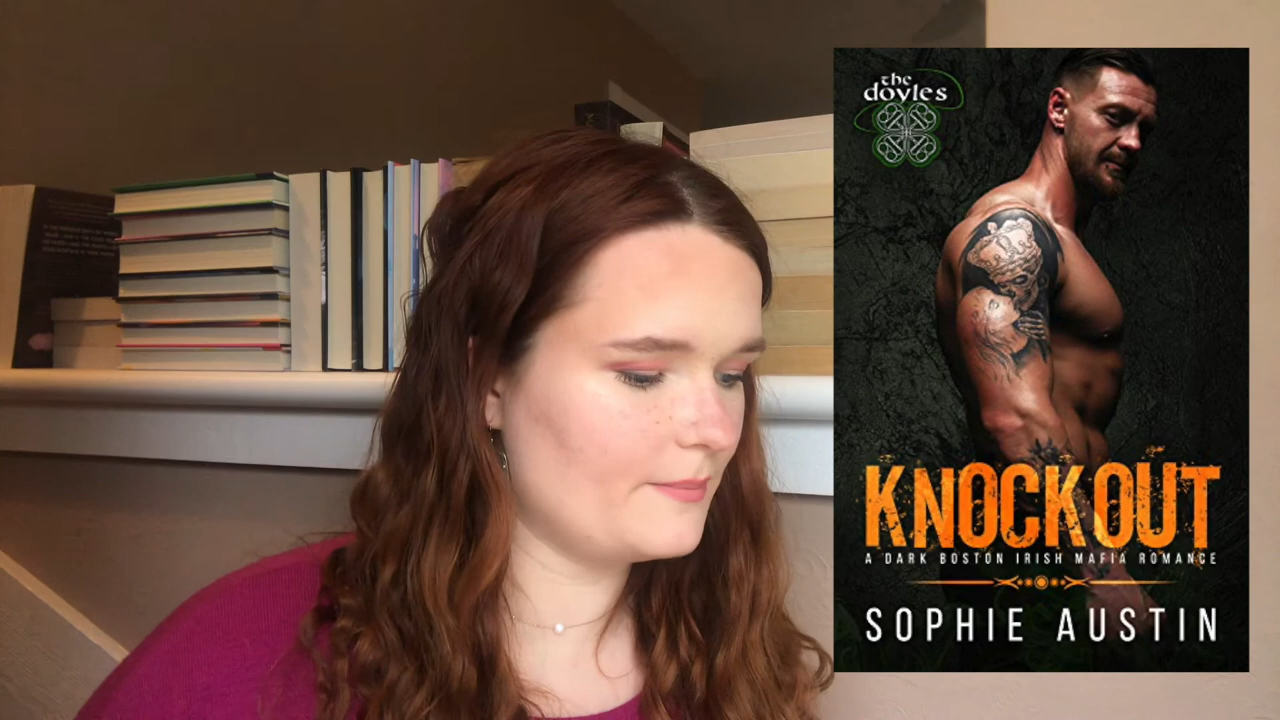 the
doyles
KNOCKOUT
A DARK BOSTON IRISH MAFIA ROMANCE
SOPHIE AUSTIN